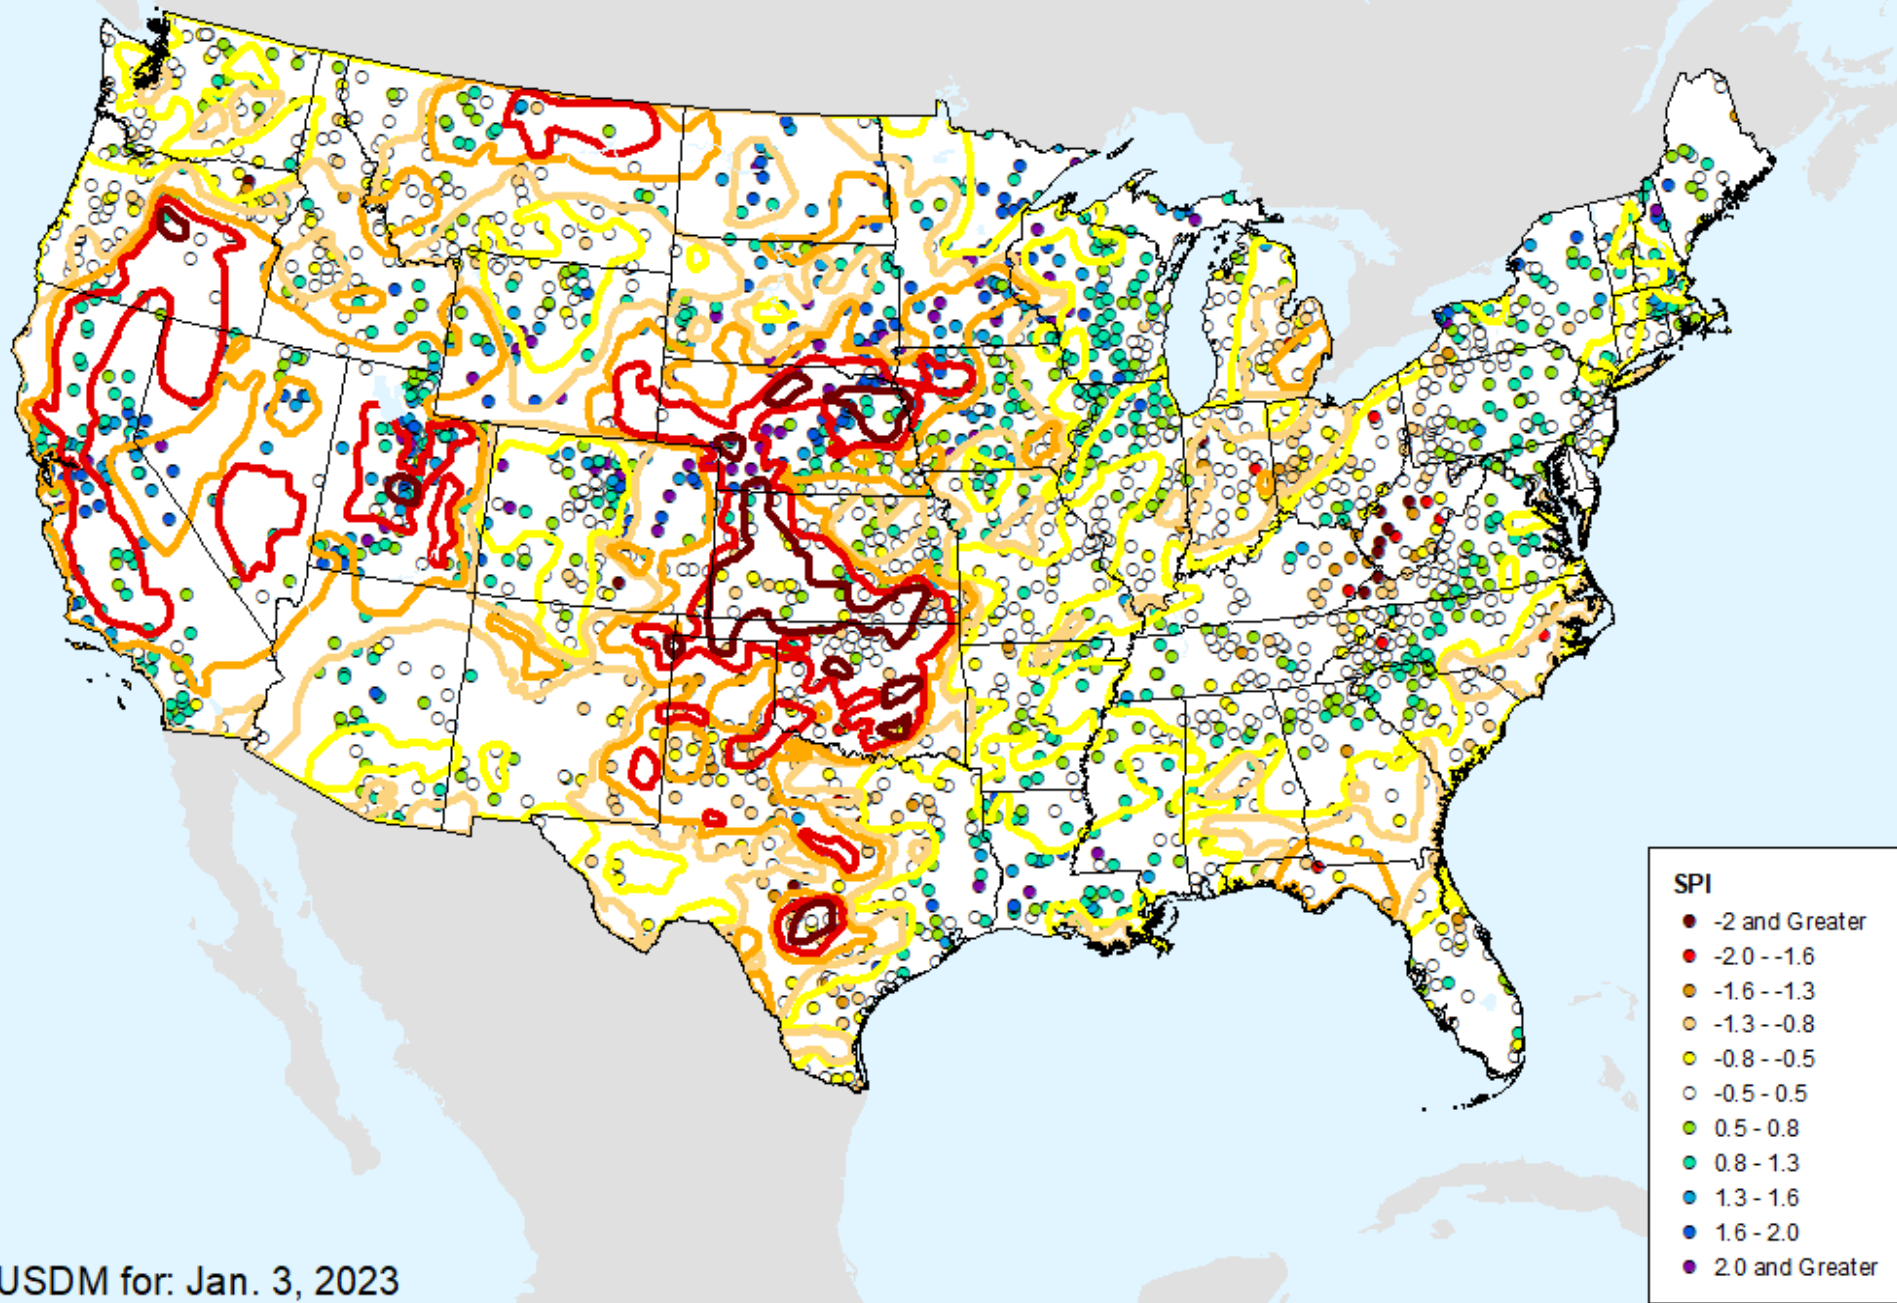 SPI
-2 and Greater
-2.0 - -1.6
-1.6 - -1.3
-1.3 - -0.8
-0.8 - -0.5
-0.5 - 0.5
0.5 - 0.8
0.8 - 1.3
1.3 - 1.6
1.6 - 2.0
2.0 and Greater
USDM for: Jan. 3, 2023